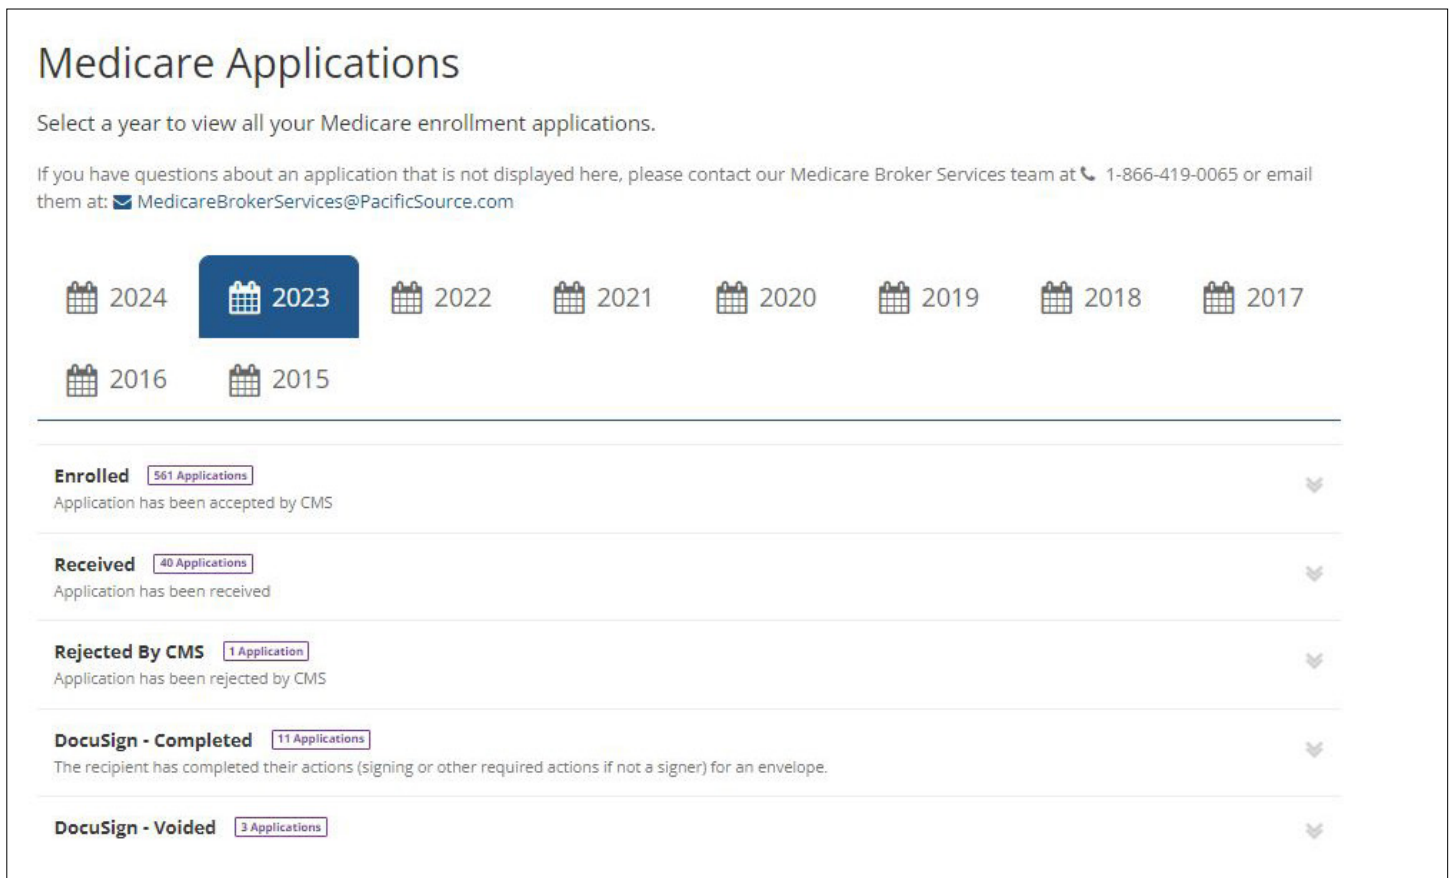 Medicare Applications
Select a year to view all your Medicare enrollment applications.
If you have questions about an application that is not displayed here, please contact our Medicare Broker Services team at 1-866-419-0065 or email
them at: MedicareBrokerServices@PacificSource.com
2024 2023 2022 2021 2020 2019 2018 2017
2016 2015
Enrolled 561 Applications
Application has been accepted by CMS
Received 40 Applications
Application has been received
Rejected By CMS 1 Application
Application has been rejected by CMS
DocuSign - Completed 11 Applications
The recipient has completed their actions (signing or other required actions if not a signer) for an envelope.
DocuSign - Voided 3 Applications